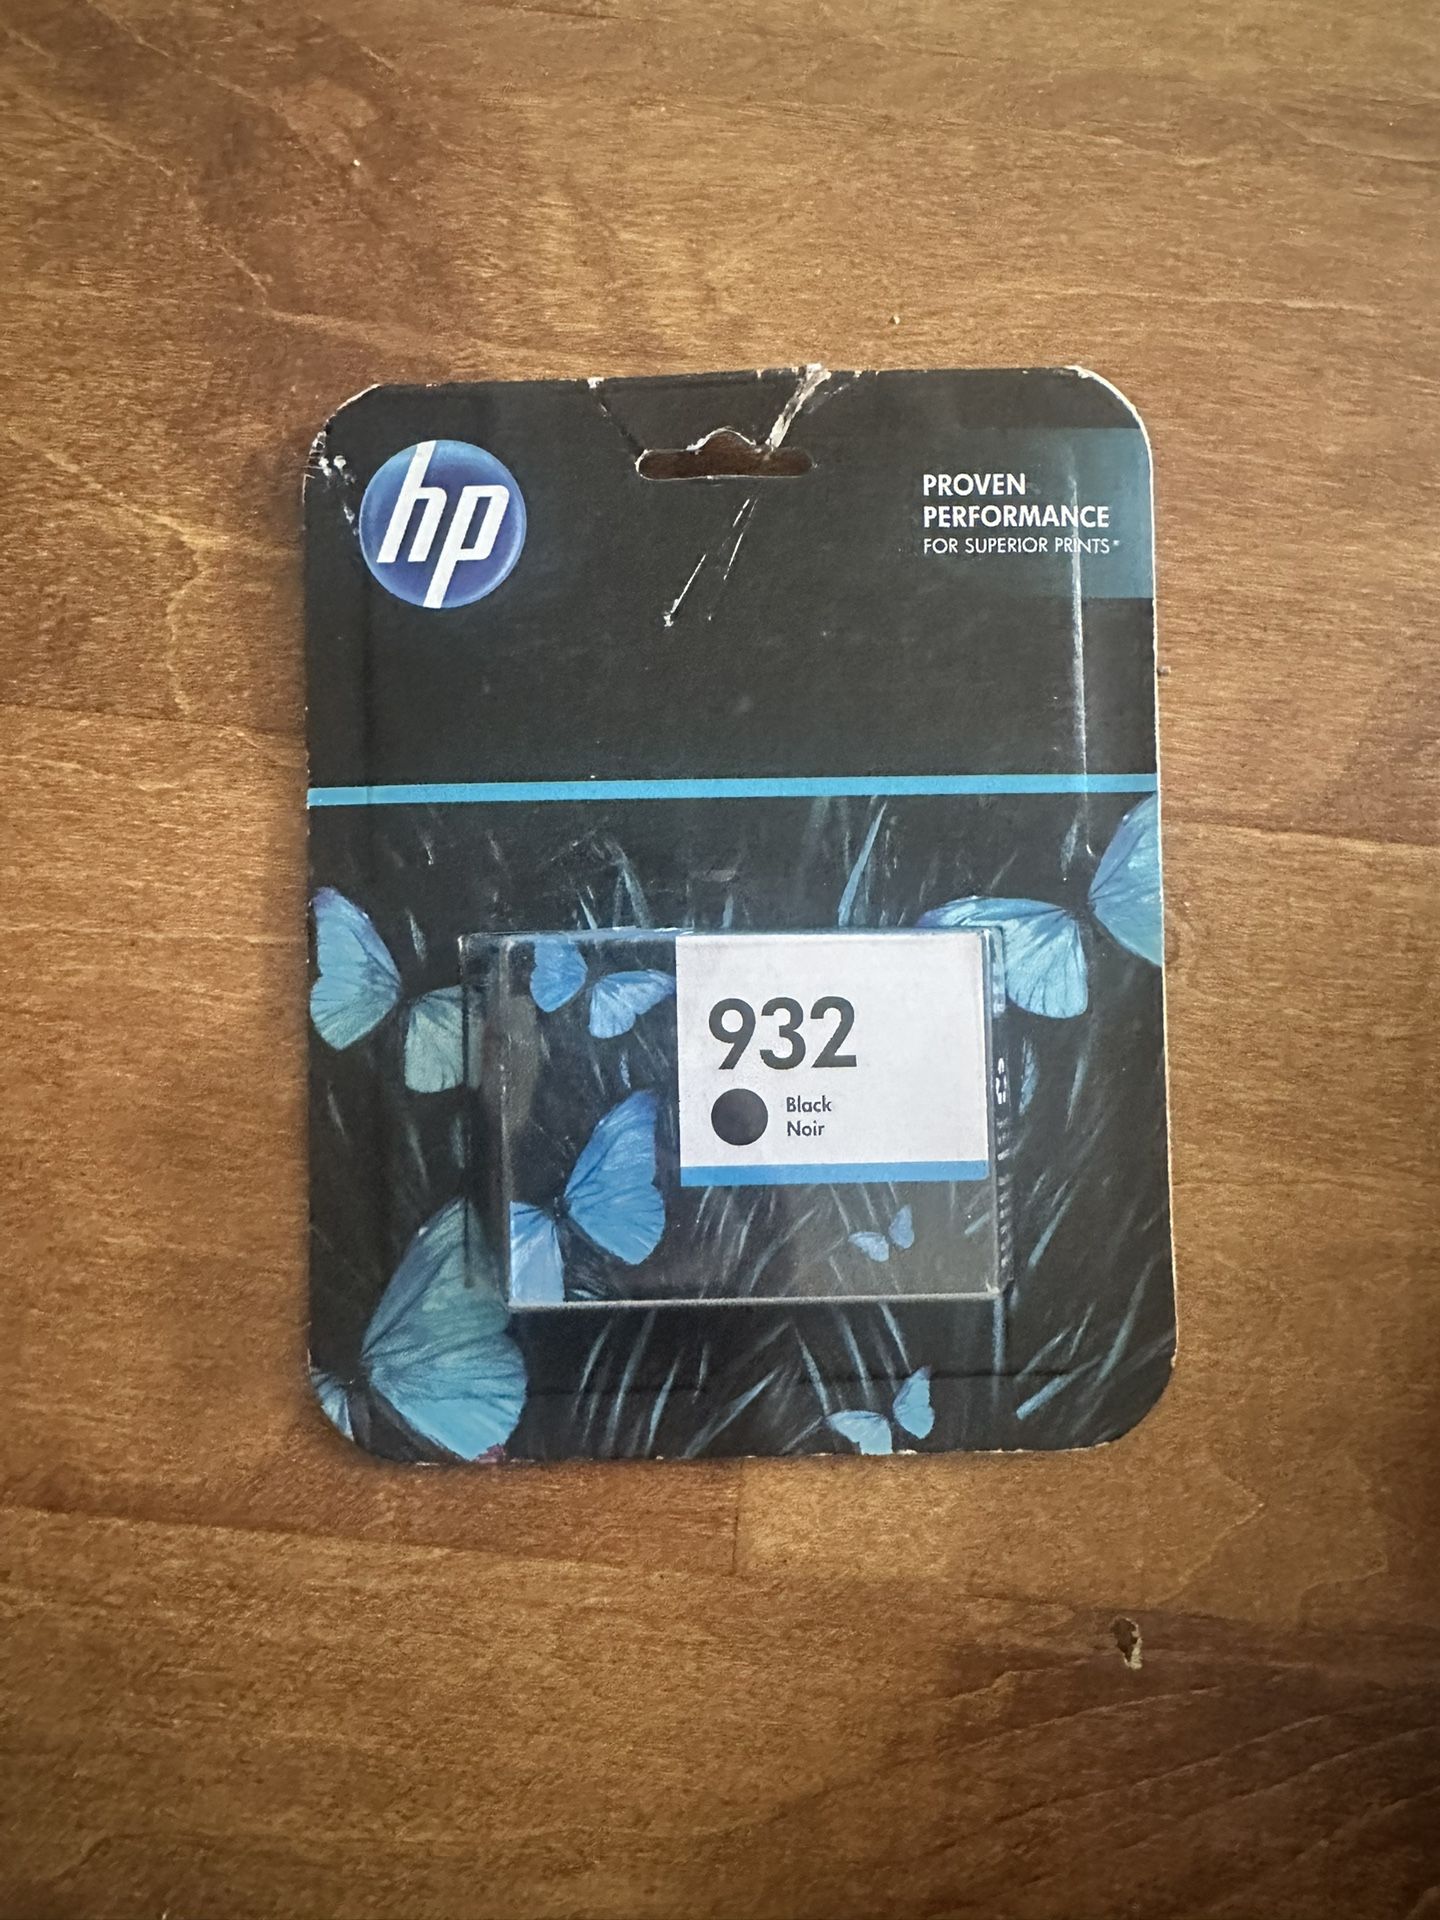 hp
PROVEN
PERFORMANCE
FOR SUPERIOR PRINTS*
932
Black
Noir